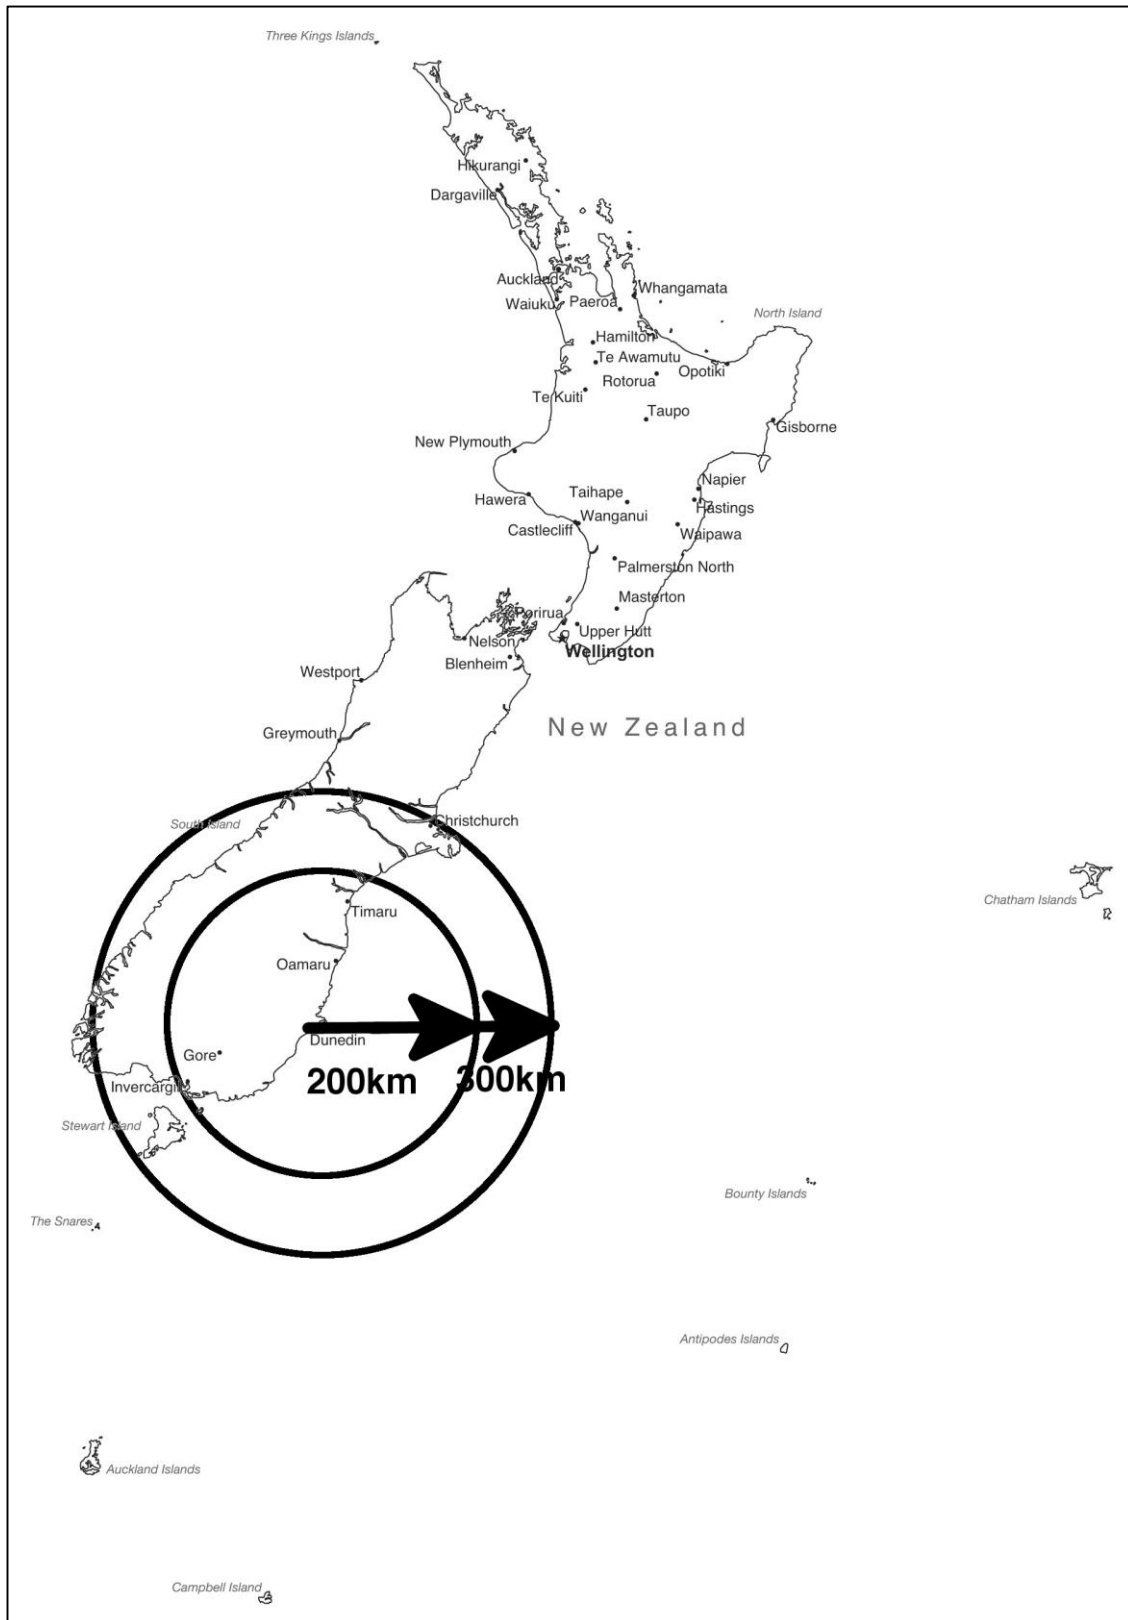 Three Kings Islands
Hikurangi
Dargaville
Auckland
Whangamata
Waiuku
Paeroa
North Island
Hamilton
Te Awamutu
Opotiki
Rotorua
Te Kuiti
Taupo
Gisborne
New Plymouth
Napier
Taihape
Hawera
Hastings
Wanganui
Castlecliff
Waipawa
Palmerston North
Masterton
Porirua
Upper Hutt
Nelson
Wellington
Blenheim
Westport
New Zealand
Greymouth
South Island
Christchurch
Chatham Islands
Timaru
Oamaru
Dunedin
Gore
200km
300km
Invercargill
Stewart Island
Bounty Islands
The Snares
Antipodes Islands
Auckland Islands
Campbell Island